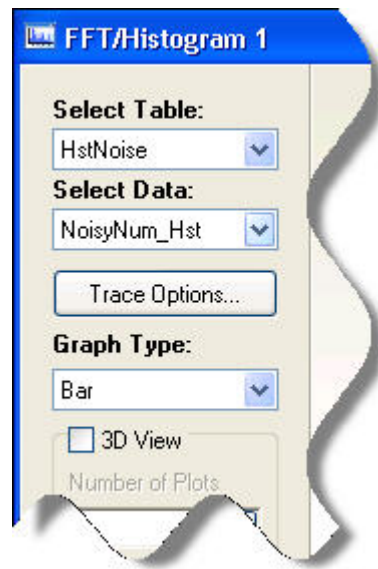 FFT/Histogram 1
Select Table:
HstNoise
Select Data:
NoisyNum_Hst
Trace Options...
Graph Type:
Bar
3D View
Number of Plots